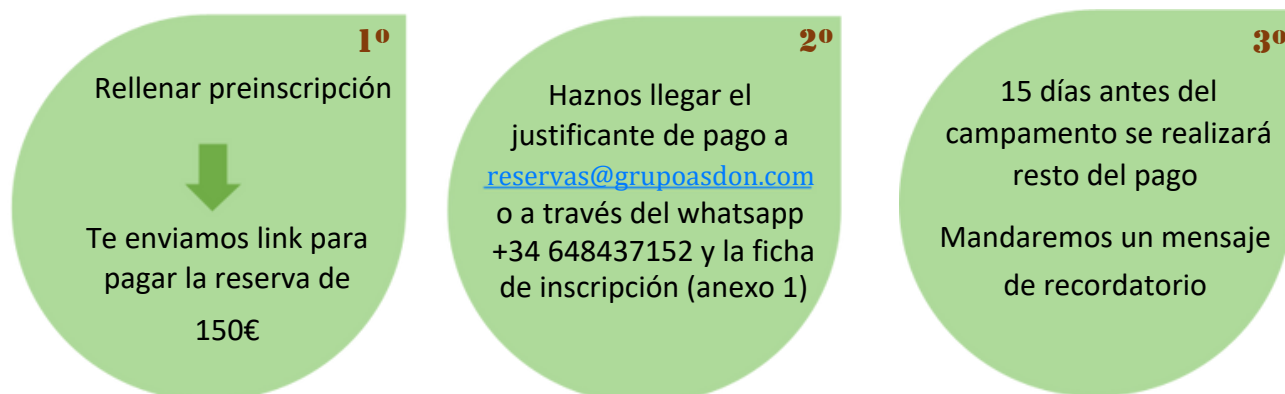 1º
Rellenar preinscripción
Te enviamos link para
pagar la reserva de
150€
2º
Haznos llegar el
justificante de pago a
reservas@grupoasdon.com
o a través del whatsapp
+34 648437152 y la ficha
de inscripción (anexo 1)
3º
15 días antes del
campamento se realizará
resto del pago
Mandaremos un mensaje
de recordatorio